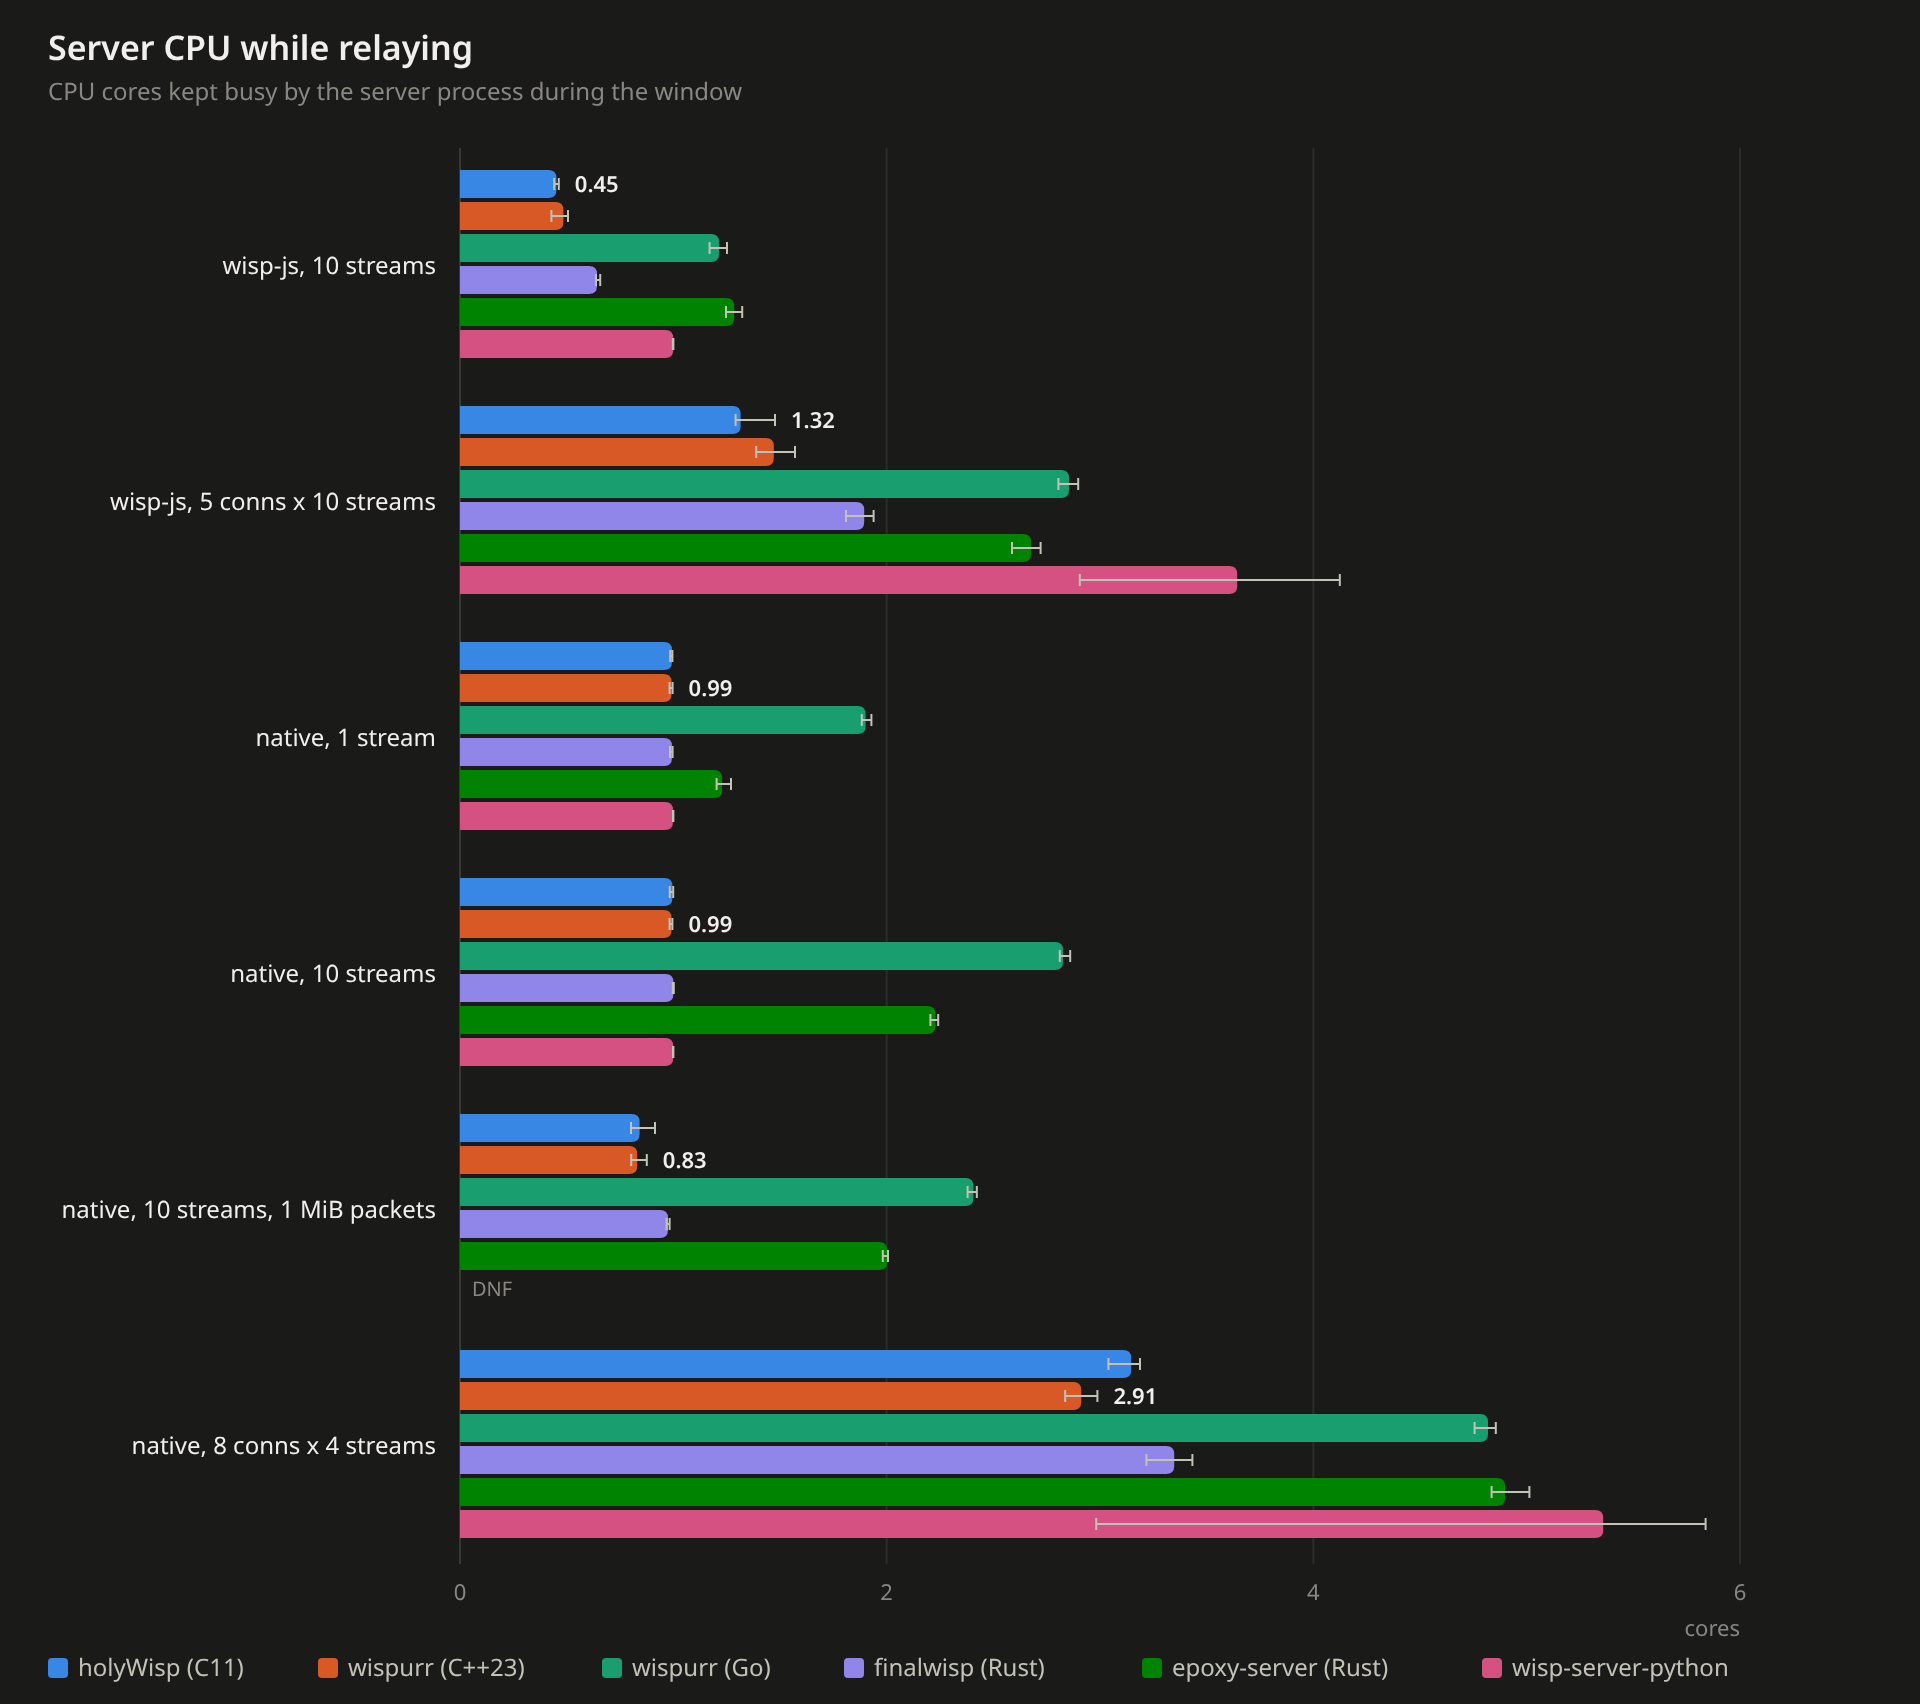 Server CPU while relaying
CPU cores kept busy by the server process during the window
0.45
wisp-js, 10 streams
1.32
wisp-js, 5 conns x 10 streams
0.99
native, 1 stream
0.99
native, 10 streams
0.83
native, 10 streams, 1 MiB packets
DNF
2.91
native, 8 conns x 4 streams
0 2 4 6
cores
holyWisp (C11) wispurr (C++23) wispurr (Go) finalwisp (Rust) epoxy-server (Rust) wisp-server-python